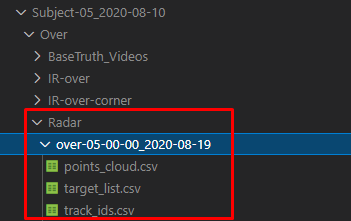 Subject-05_2020-08-10
Over
BaseTruth_Videos
IR-over
IR-over-corner
Radar
over-05-00-00_2020-08-19
points_cloud.csv
target_list.csv
track_ids.csv